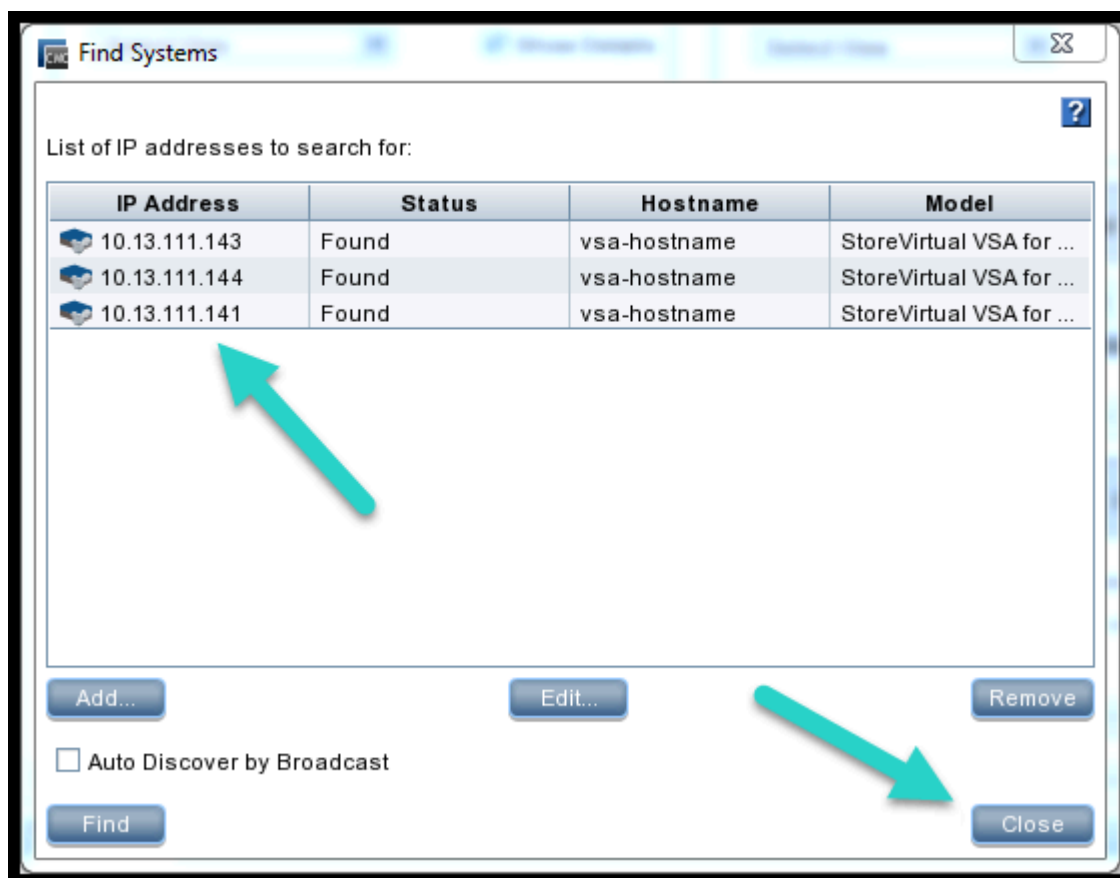 CMC Find Systems
?
List of IP addresses to search for:
IP Address Status Hostname Model
10.13.111.143 Found vsa-hostname StoreVirtual VSA for ...
10.13.111.144 Found vsa-hostname StoreVirtual VSA for ...
10.13.111.141 Found vsa-hostname StoreVirtual VSA for ...
Add... Edit... Remove
Auto Discover by Broadcast
Find Close